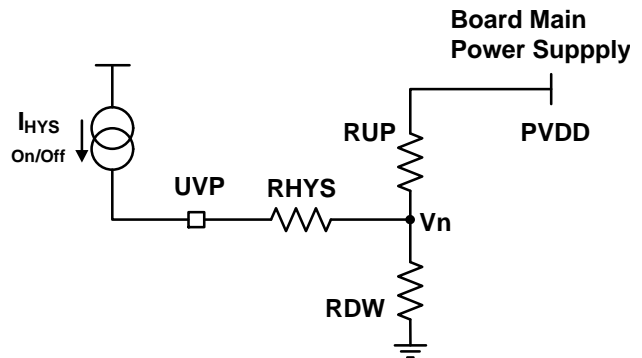 Board Main
Power Suppply
IHYS
On/Off
RUP
PVDD
UVP
RHYS
Vn
RDW